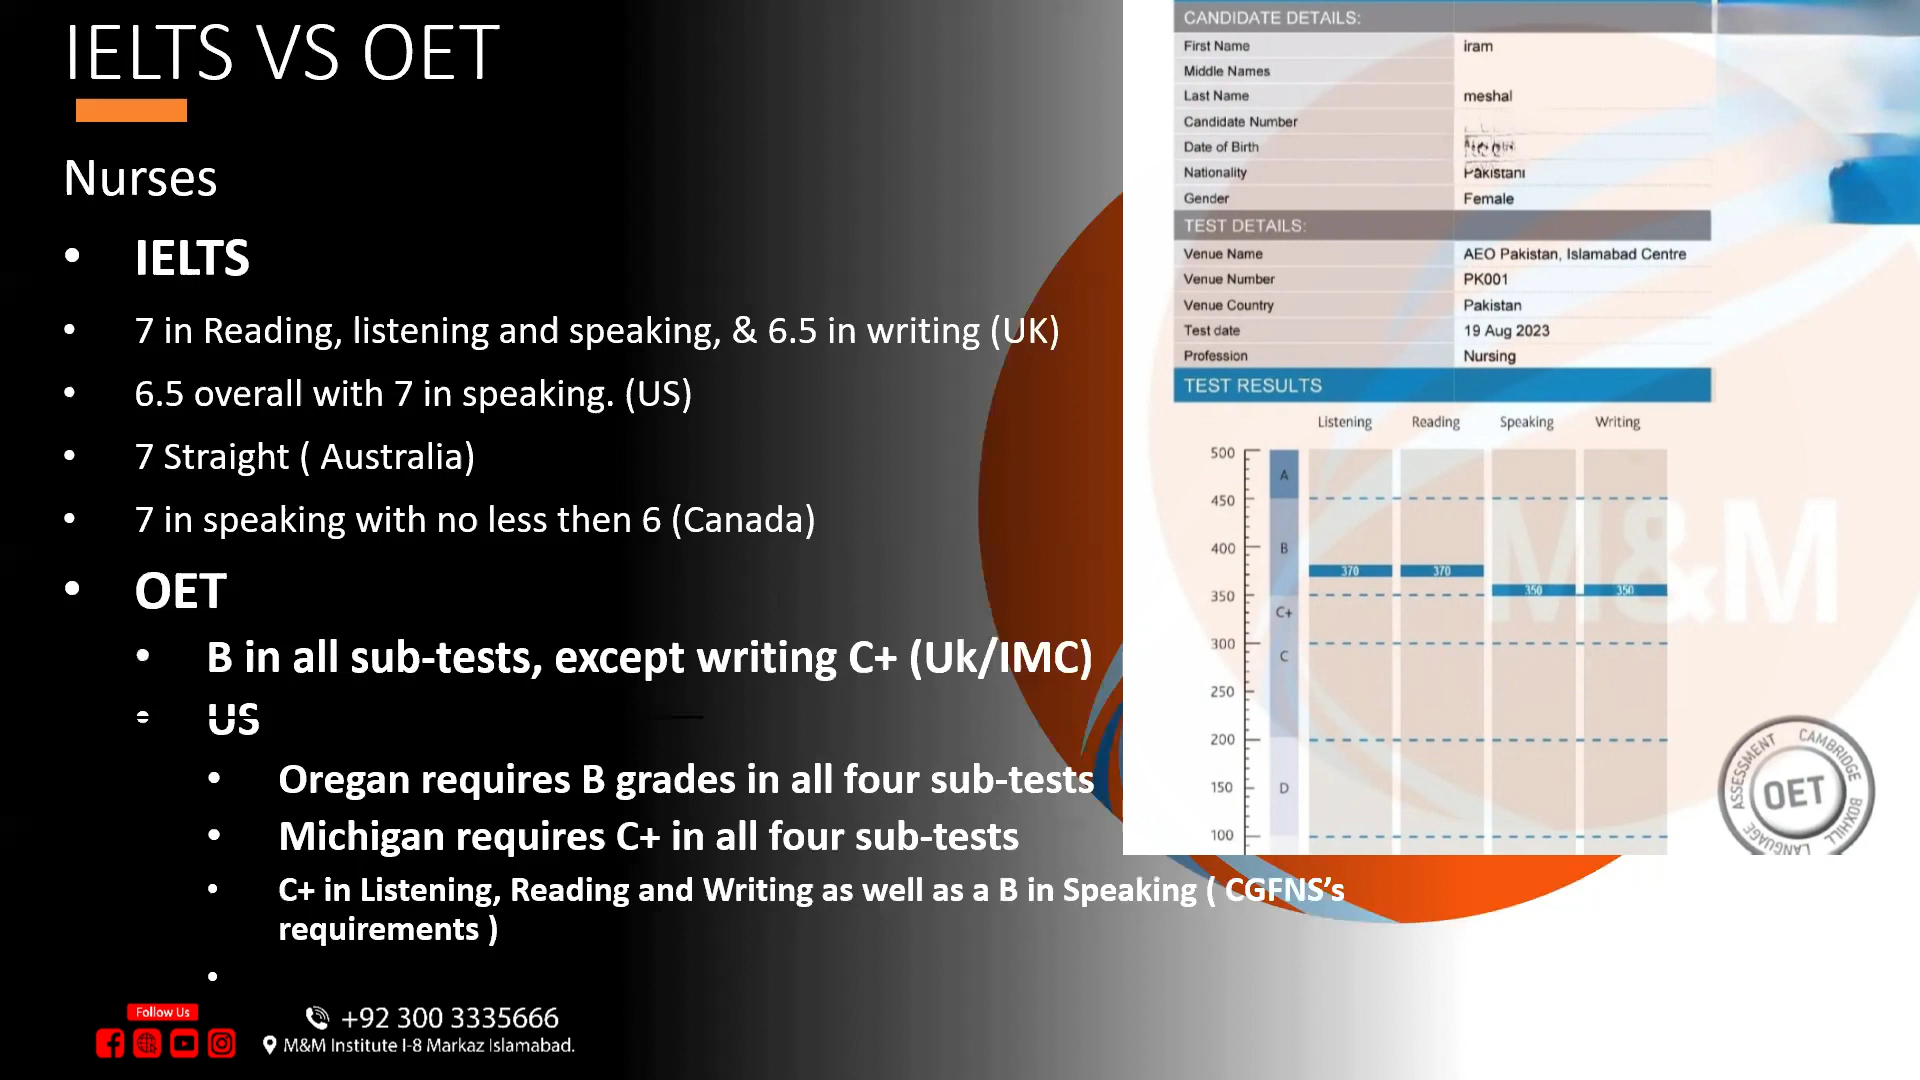 IELTS VS OET
Nurses
• IELTS
• 7 in Reading, listening and speaking, & 6.5 in writing (UK)
• 6.5 overall with 7 in speaking. (US)
• 7 Straight ( Australia)
• 7 in speaking with no less then 6 (Canada)
• OET
• B in all sub-tests, except writing C+ (Uk/IMC)
• US
• Oregan requires B grades in all four sub-tests
• Michigan requires C+ in all four sub-tests
• C+ in Listening, Reading and Writing as well as a B in Speaking ( CGFNS’s
requirements )
•
Follow Us
+92 300 3335666
M&M Institute I-8 Markaz Islamabad.
CANDIDATE DETAILS:
First Name iram
Middle Names
Last Name meshal
Candidate Number
Date of Birth
Nationality Pakistani
Gender Female
TEST DETAILS:
Venue Name AEO Pakistan, Islamabad Centre
Venue Number PK001
Venue Country Pakistan
Test date 19 Aug 2023
Profession Nursing
TEST RESULTS
Listening Reading Speaking Writing
500
A
450
400 B
370 370
350 350
350
C+
300
C
250
200
150 D
100
M&M
OET
CAMBRIDGE BOXHILL LANGUAGE ASSESSMENT